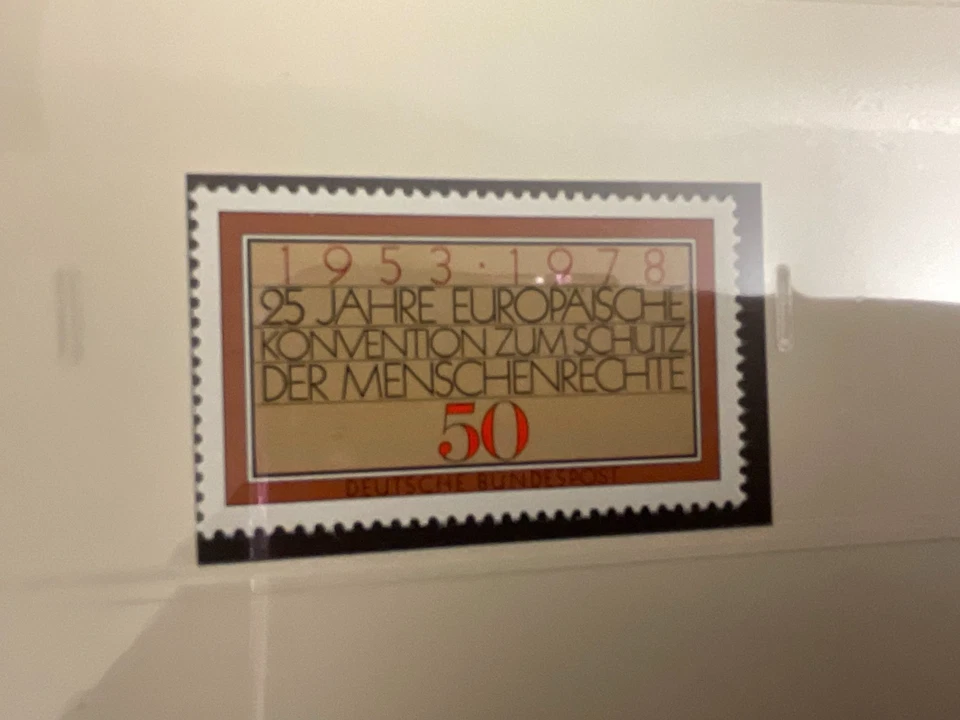 1953·1978
25 JAHRE EUROPÄISCHE
KONVENTION ZUM SCHUTZ
DER MENSCHENRECHTE
50
DEUTSCHE BUNDESPOST